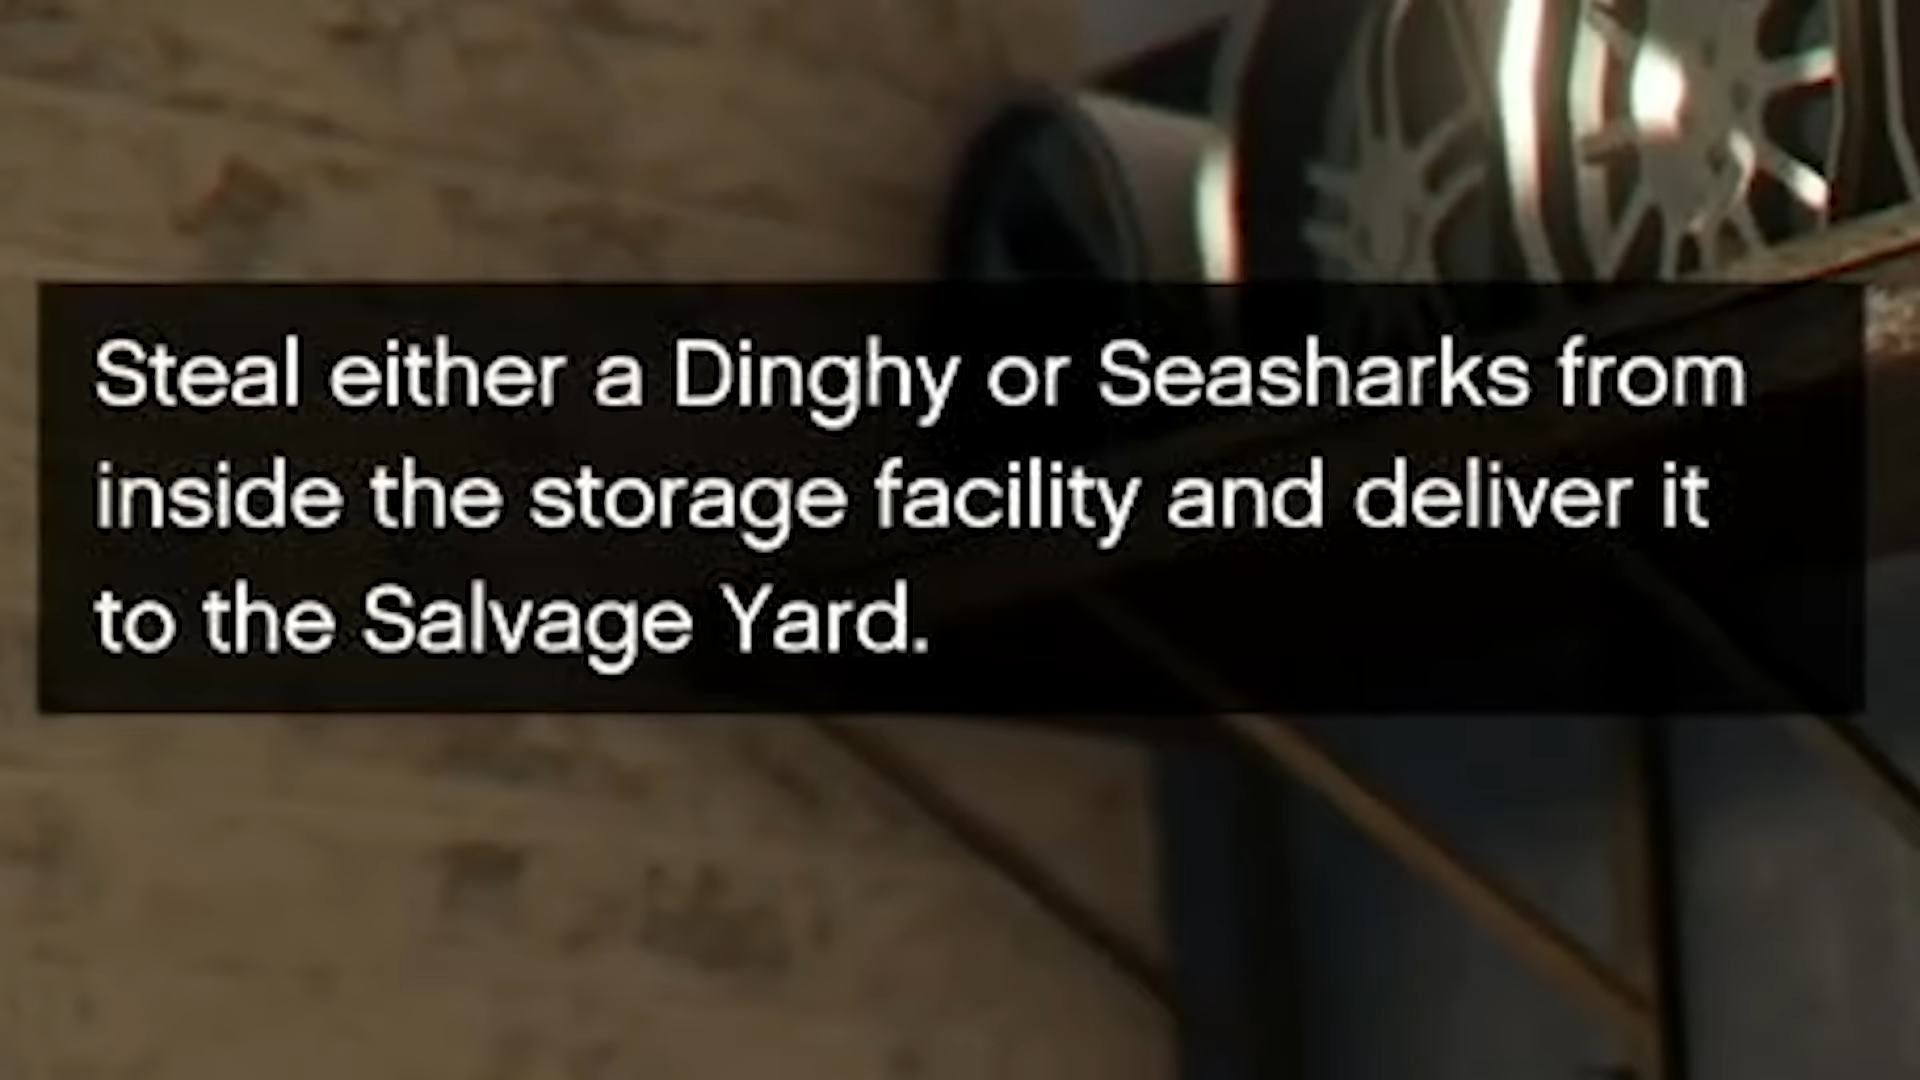 Steal either a Dinghy or Seasharks from
inside the storage facility and deliver it
to the Salvage Yard.